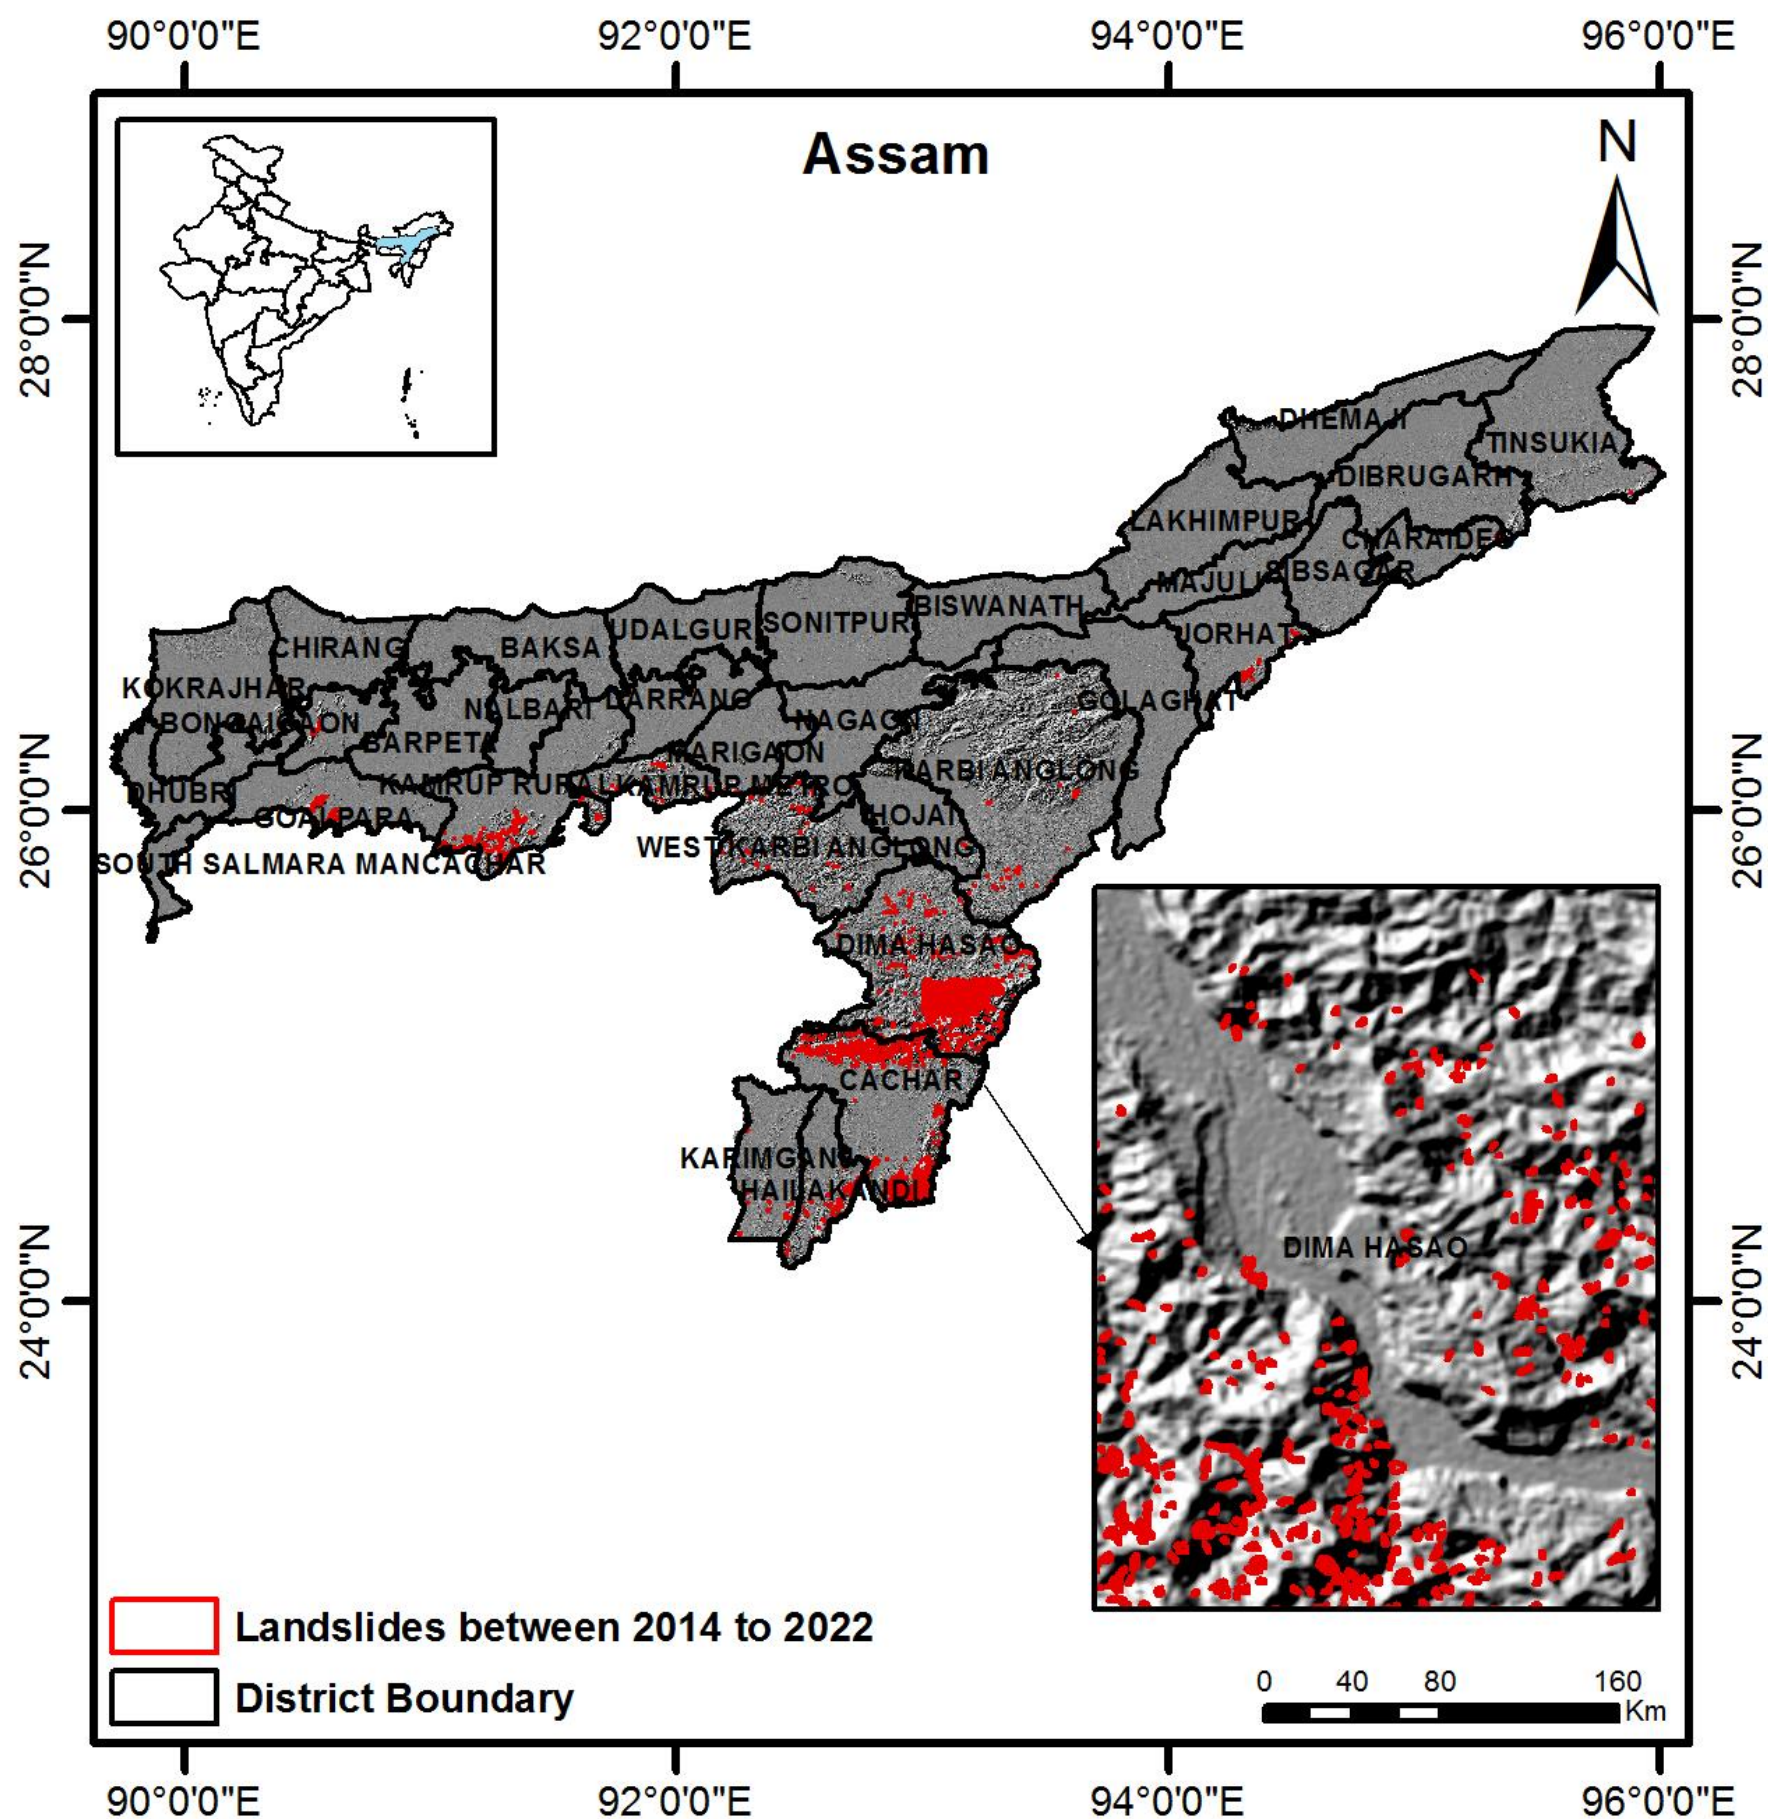 90°0'0"E 92°0'0"E 94°0'0"E 96°0'0"E
Assam
N
28°0'0"N 28°0'0"N
DHEMAJI
TINSUKIA
DIBRUGARH
LAKHIMPUR
CHARAIDEO
MAJULI SIBSAGAR
BISWANATH
SONITPUR
UDALGURI
JORHAT
CHIRANG BAKSA
KOKRAJHAR
DARRANG GOLAGHAT
NALBARI
BONGAIGAON NAGAON
BARPETA MARIGAON
KARBI ANGLONG
DHUBRI KAMRUP RURAL KAMRUP METRO
GOALPARA HOJAI
26°0'0"N 26°0'0"N
WEST KARBI ANGLONG
SOUTH SALMARA MANCACHAR
DIMA HASAO
CACHAR
KARIMGANJ
HAILAKANDI
DIMA HASAO
24°0'0"N 24°0'0"N
Landslides between 2014 to 2022
District Boundary
0 40 80 160
Km
90°0'0"E 92°0'0"E 94°0'0"E 96°0'0"E